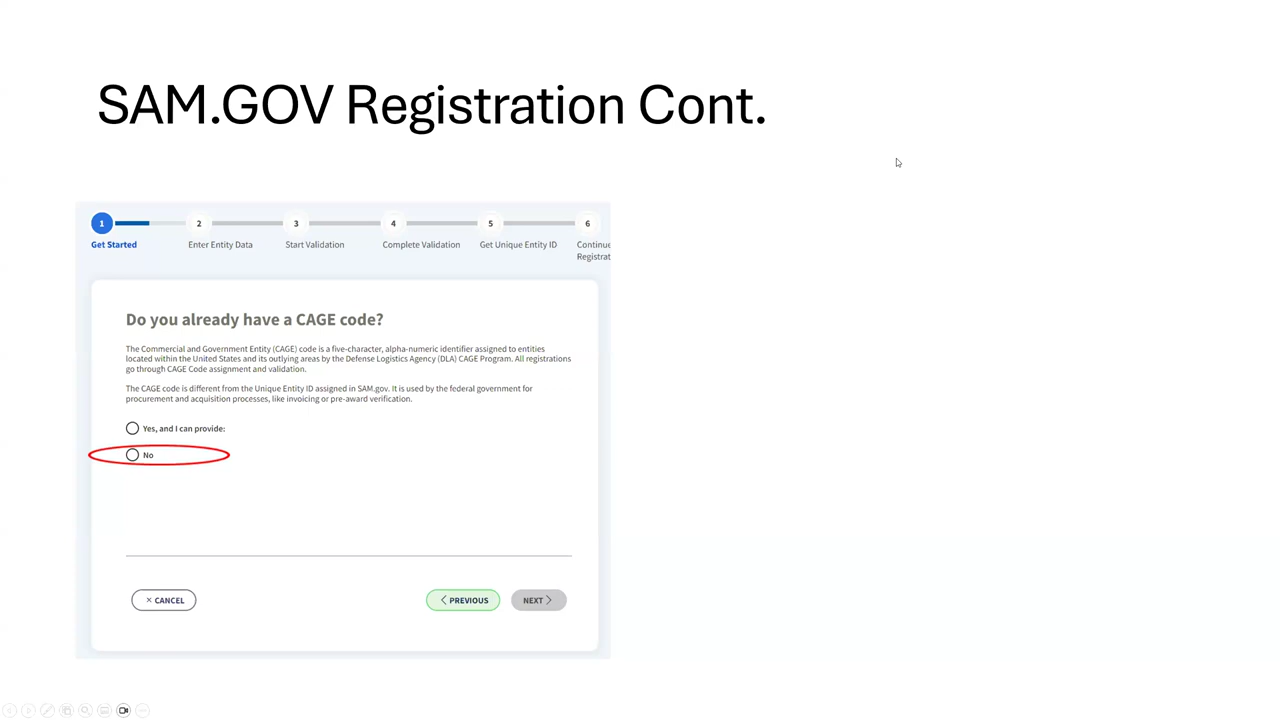 SAM.GOV Registration Cont.
1 2 3 4 5 6
Get Started Enter Entity Data Start Validation Complete Validation Get Unique Entity ID Continue
Registrat
Do you already have a CAGE code?
The Commercial and Government Entity (CAGE) code is a five-character, alpha-numeric identifier assigned to entities
located within the United States and its outlying areas by the Defense Logistics Agency (DLA) CAGE Program. All registrations
go through CAGE Code assignment and validation.
The CAGE code is different from the Unique Entity ID assigned in SAM.gov. It is used by the federal government for
procurement and acquisition processes, like invoicing or pre-award verification.
Yes, and I can provide:
No
× CANCEL < PREVIOUS NEXT >